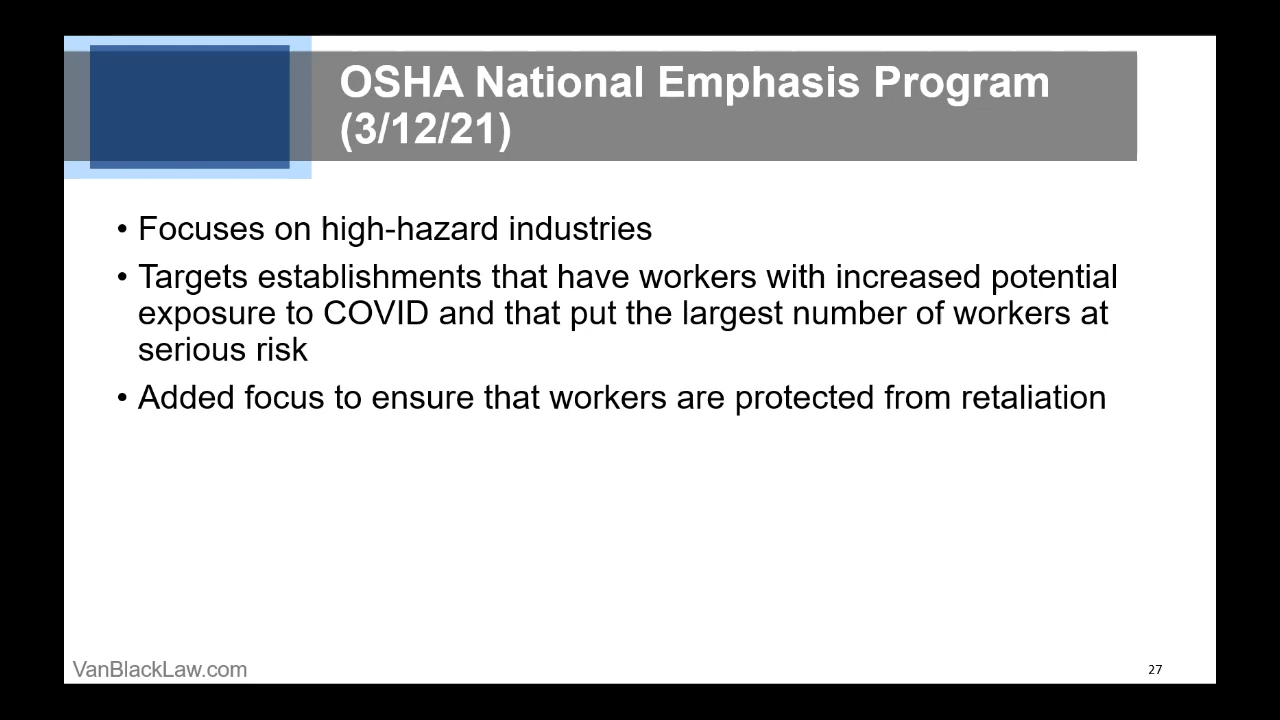 OSHA National Emphasis Program
(3/12/21)
• Focuses on high-hazard industries
• Targets establishments that have workers with increased potential
exposure to COVID and that put the largest number of workers at
serious risk
• Added focus to ensure that workers are protected from retaliation
VanBlackLaw.com
27